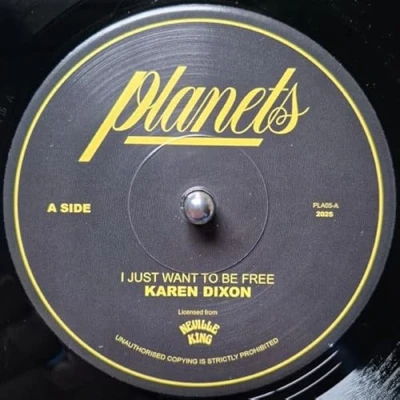 planets
A SIDE
PLA05-A
2025
I JUST WANT TO BE FREE
KAREN DIXON
Licensed from
NEVILLE
KING
UNAUTHORISED COPYING IS STRICTLY PROHIBITED